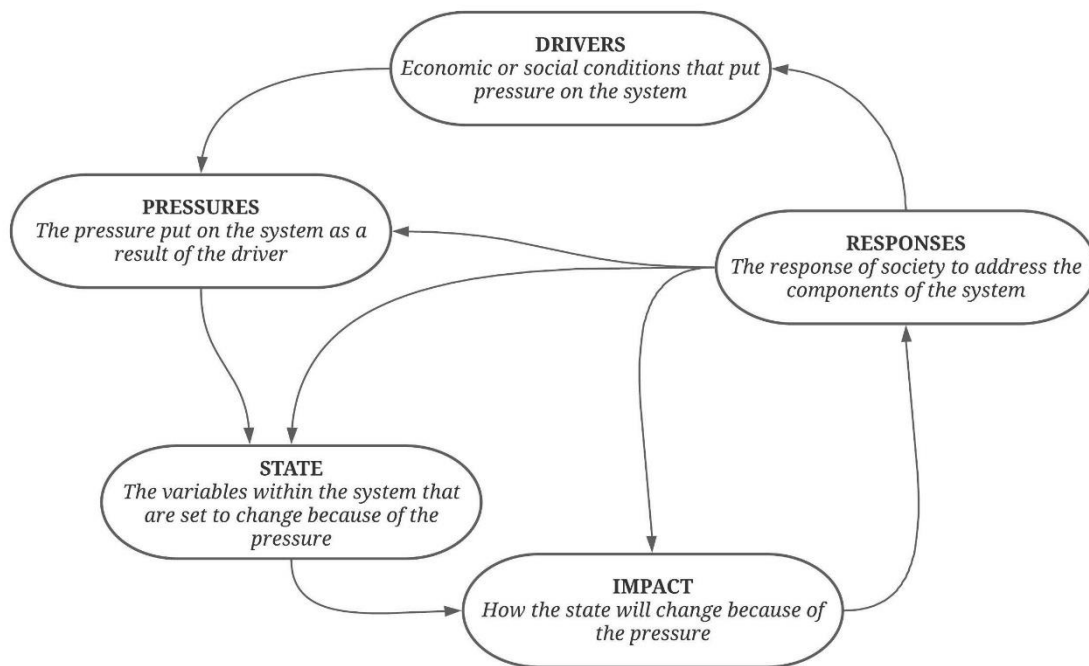 DRIVERS
Economic or social conditions that put
pressure on the system
PRESSURES
The pressure put on the system as a
result of the driver
RESPONSES
The response of society to address the
components of the system
STATE
The variables within the system that
are set to change because of the
pressure
IMPACT
How the state will change because of
the pressure